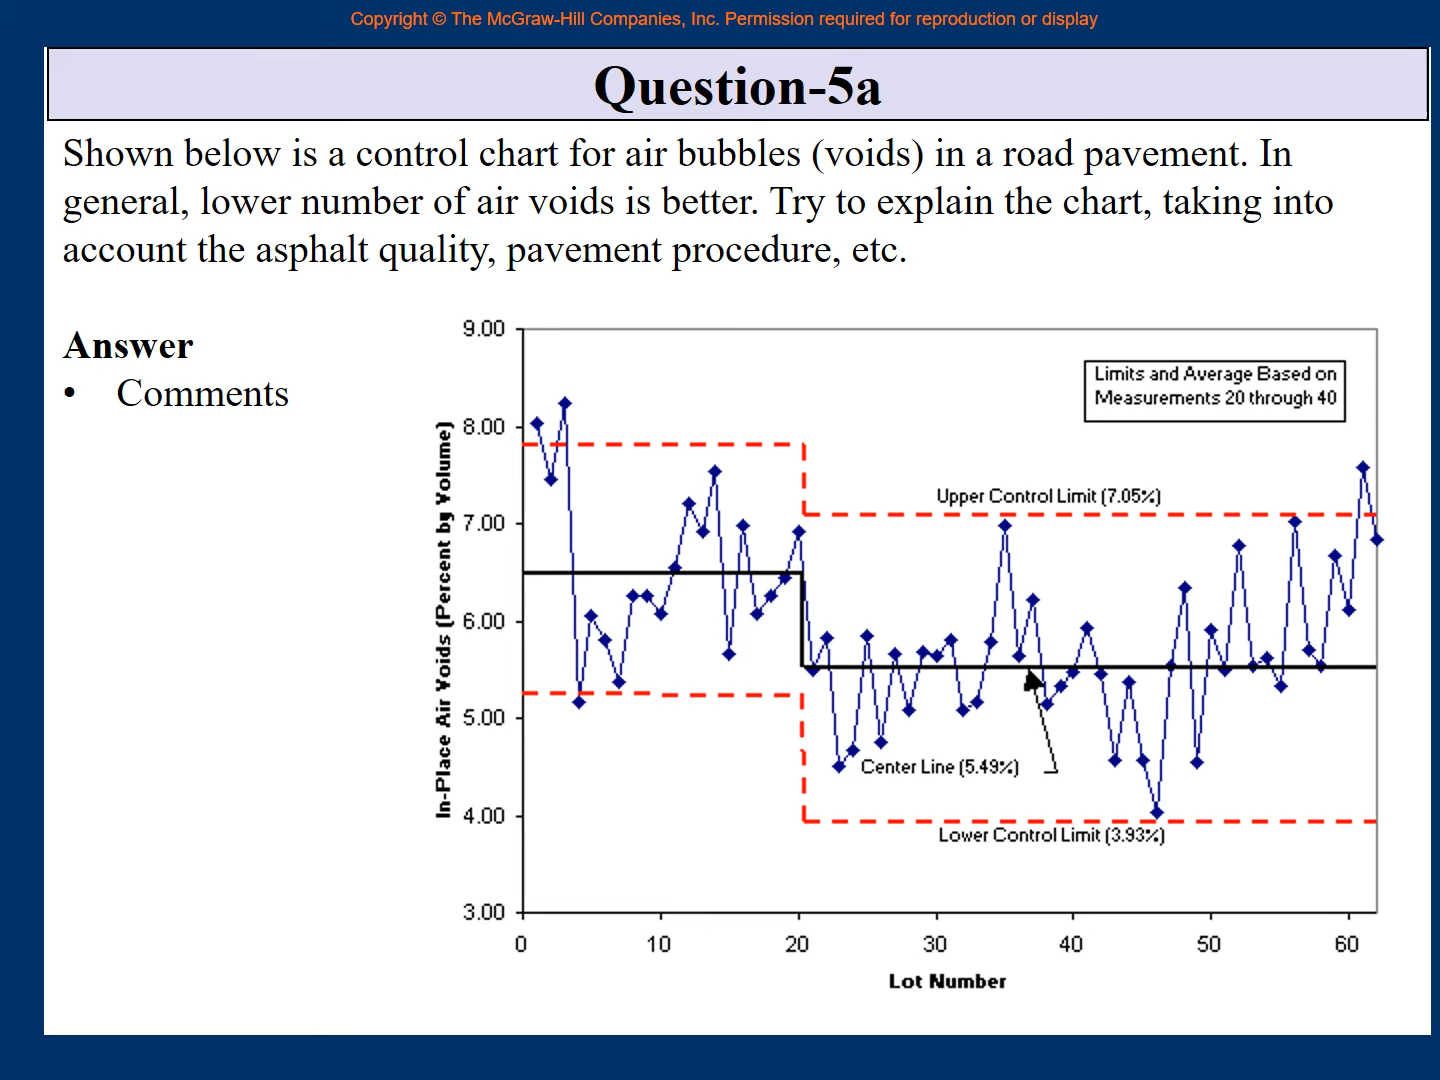 Copyright © The McGraw-Hill Companies, Inc. Permission required for reproduction or display
Question-5a
Shown below is a control chart for air bubbles (voids) in a road pavement. In
general, lower number of air voids is better. Try to explain the chart, taking into
account the asphalt quality, pavement procedure, etc.
Answer
• Comments
In-Place Air Voids (Percent by Volume)
9.00
8.00
7.00
6.00
5.00
4.00
3.00
Limits and Average Based on
Measurements 20 through 40
Upper Control Limit (7.05%)
Center Line (5.49%)
Lower Control Limit (3.93%)
0 10 20 30 40 50 60
Lot Number